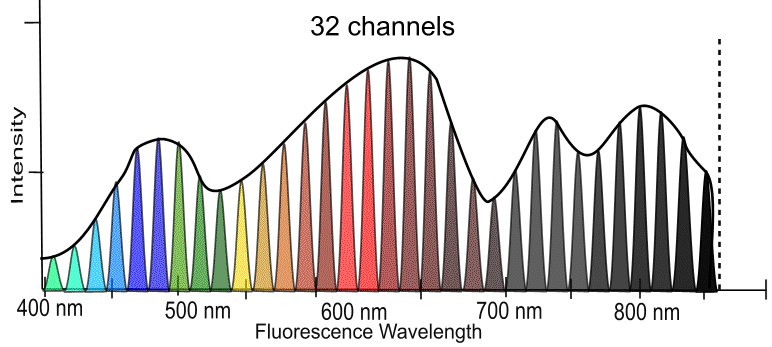 32 channels
Intensity
400 nm 500 nm 600 nm 700 nm 800 nm
Fluorescence Wavelength